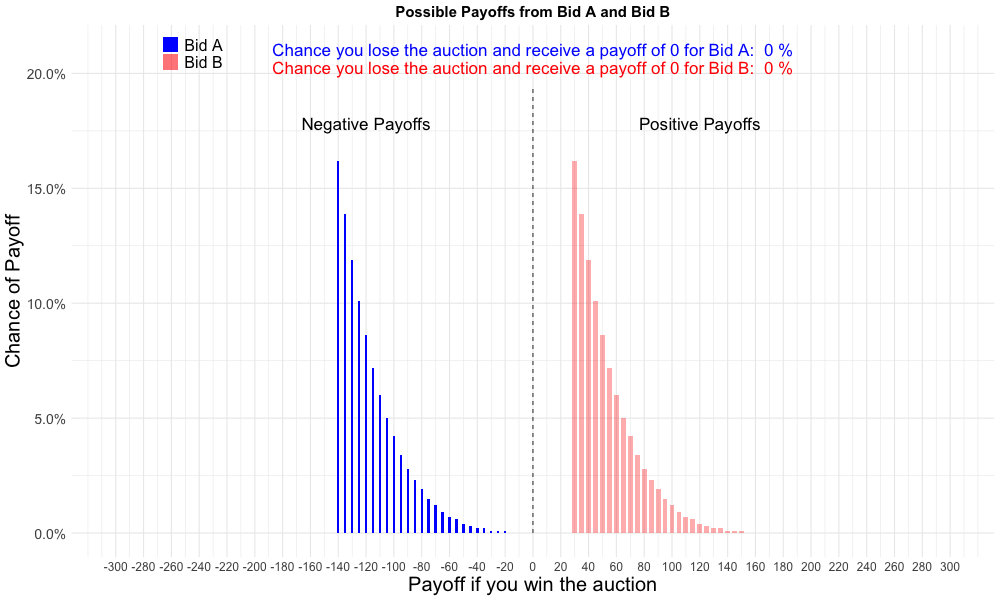 Possible Payoffs from Bid A and Bid B
Bid A
Bid B
Chance you lose the auction and receive a payoff of 0 for Bid A:  0 %
Chance you lose the auction and receive a payoff of 0 for Bid B:  0 %
Negative Payoffs
Positive Payoffs
Chance of Payoff
20.0%
15.0%
10.0%
5.0%
0.0%
-300 -280 -260 -240 -220 -200 -180 -160 -140 -120 -100 -80 -60 -40 -20 0 20 40 60 80 100 120 140 160 180 200 220 240 260 280 300
Payoff if you win the auction